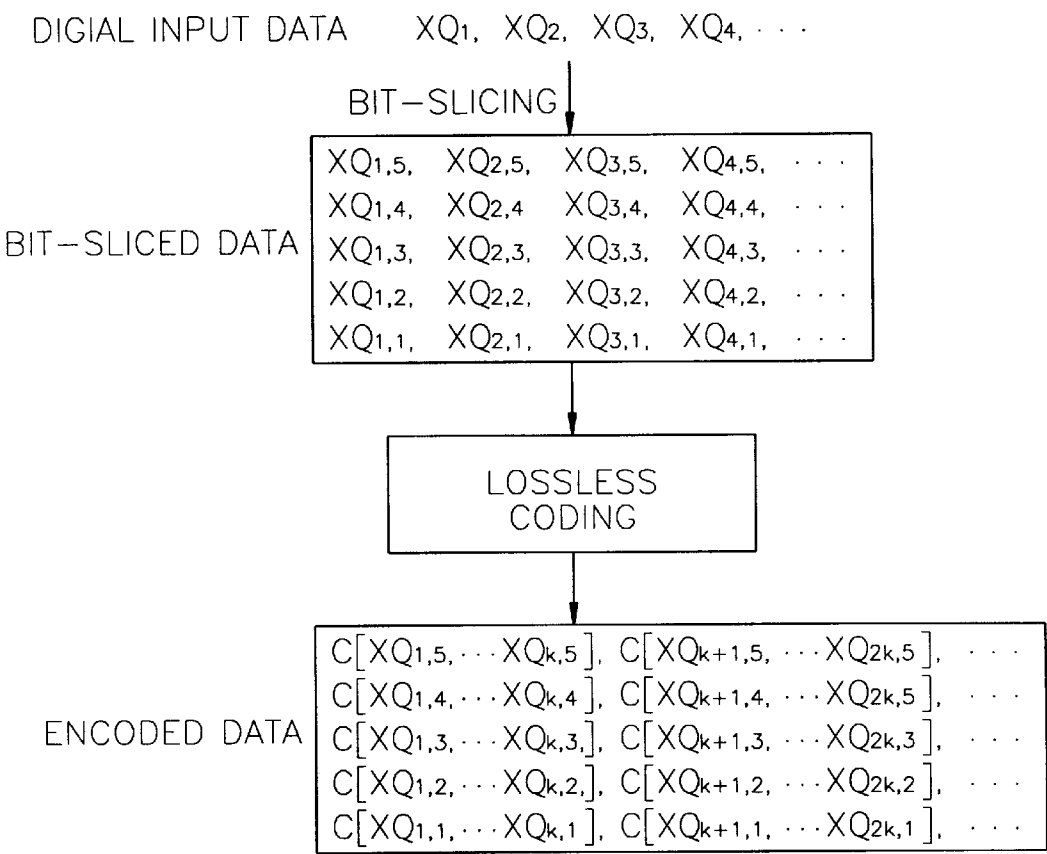 DIGIAL INPUT DATA XQ1, XQ2, XQ3, XQ4, · · ·
BIT-SLICING
XQ1,5, XQ2,5, XQ3,5, XQ4,5, · · ·
XQ1,4, XQ2,4 XQ3,4, XQ4,4, · · ·
BIT-SLICED DATA XQ1,3, XQ2,3, XQ3,3, XQ4,3, · · ·
XQ1,2, XQ2,2, XQ3,2, XQ4,2, · · ·
XQ1,1, XQ2,1, XQ3,1, XQ4,1, · · ·
LOSSLESS
CODING
C[XQ1,5, · · · XQk,5], C[XQk+1,5, · · · XQ2k,5], · · ·
C[XQ1,4, · · · XQk,4], C[XQk+1,4, · · · XQ2k,5], · · ·
ENCODED DATA C[XQ1,3, · · · XQk,3,], C[XQk+1,3, · · · XQ2k,3], · · ·
C[XQ1,2, · · · XQk,2,], C[XQk+1,2, · · · XQ2k,2], · · ·
C[XQ1,1, · · · XQk,1], C[XQk+1,1, · · · XQ2k,1], · · ·